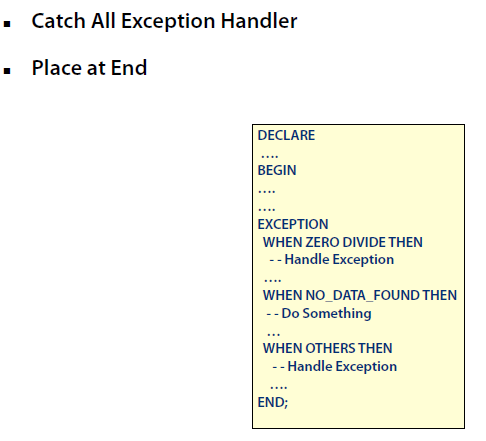 ▪ Catch All Exception Handler
▪ Place at End
DECLARE
....
BEGIN
....
....
EXCEPTION
WHEN ZERO DIVIDE THEN
- - Handle Exception
....
WHEN NO_DATA_FOUND THEN
- - Do Something
...
WHEN OTHERS THEN
- - Handle Exception
....
END;